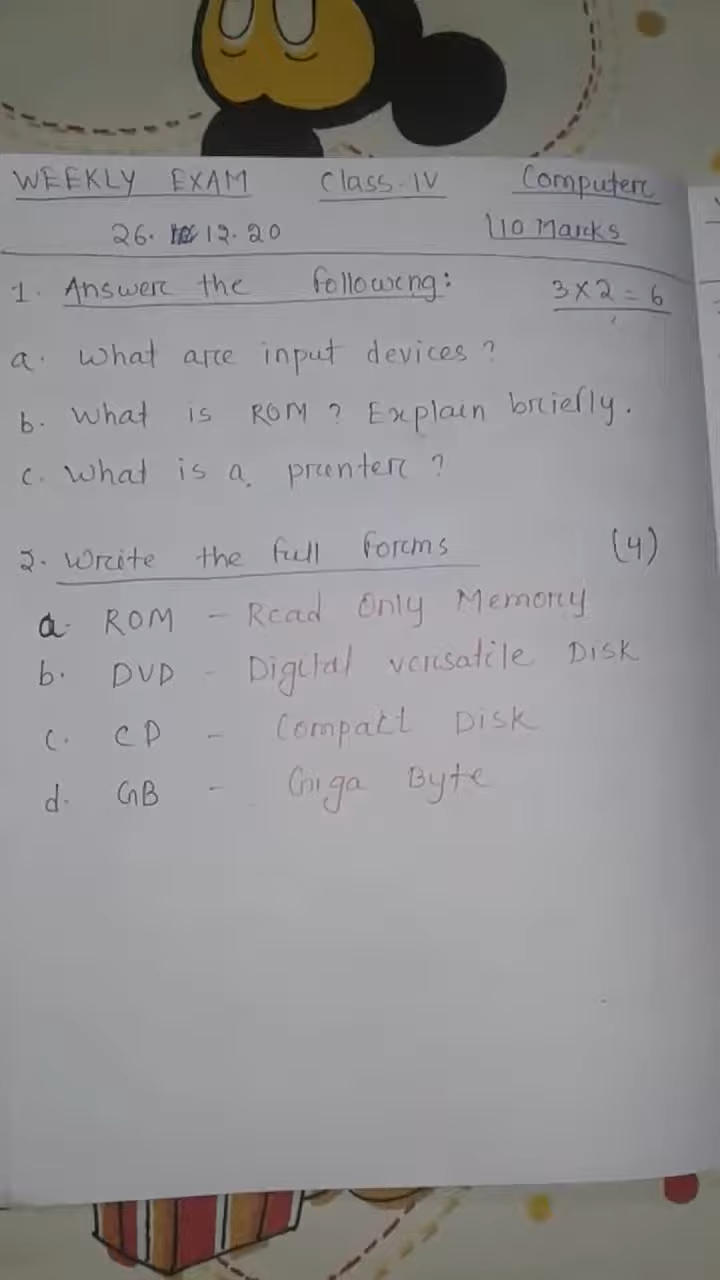 WEEKLY EXAM Class-IV Computer
26. 12.20 10 Marks
1. Answer the following: 3×2=6
a. What are input devices?
b. What is ROM? Explain briefly.
c. What is a printer?
2. Write the full forms (4)
a. ROM - Read Only Memory
b. DVD - Digital versatile Disk
c. CD - Compact Disk
d. GB - Giga Byte